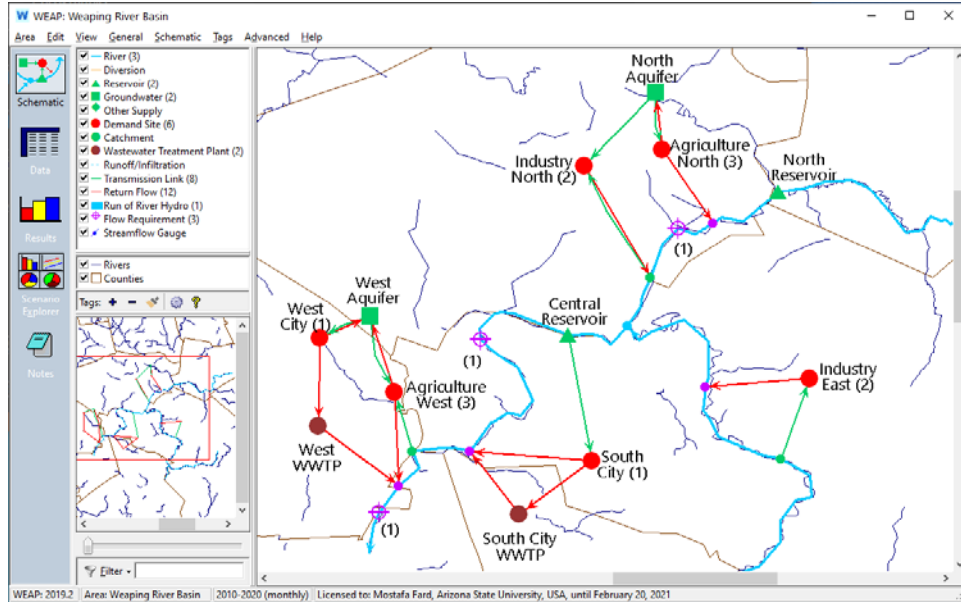 W WEAP: Weaping River Basin
Area Edit View General Schematic Tags Advanced Help
Schematic
Data
Results
Scenario
Explorer
Notes
River (3)
Diversion
Reservoir (2)
Groundwater (2)
Other Supply
Demand Site (6)
Catchment
Wastewater Treatment Plant (2)
Runoff/Infiltration
Transmission Link (8)
Return Flow (12)
Run of River Hydro (1)
Flow Requirement (3)
Streamflow Gauge
Rivers
Counties
Tags:
Filter
North
Aquifer
Agriculture
North (3)
Industry
North (2)
North
Reservoir
(1)
West
Aquifer
West
City (1)
Central
Reservoir
(1)
Agriculture
West (3)
Industry
East (2)
West
WWTP
South
City (1)
(1)
South City
WWTP
WEAP: 2019.2 Area: Weaping River Basin 2010-2020 (monthly) Licensed to: Mostafa Fard, Arizona State University, USA, until February 20, 2021